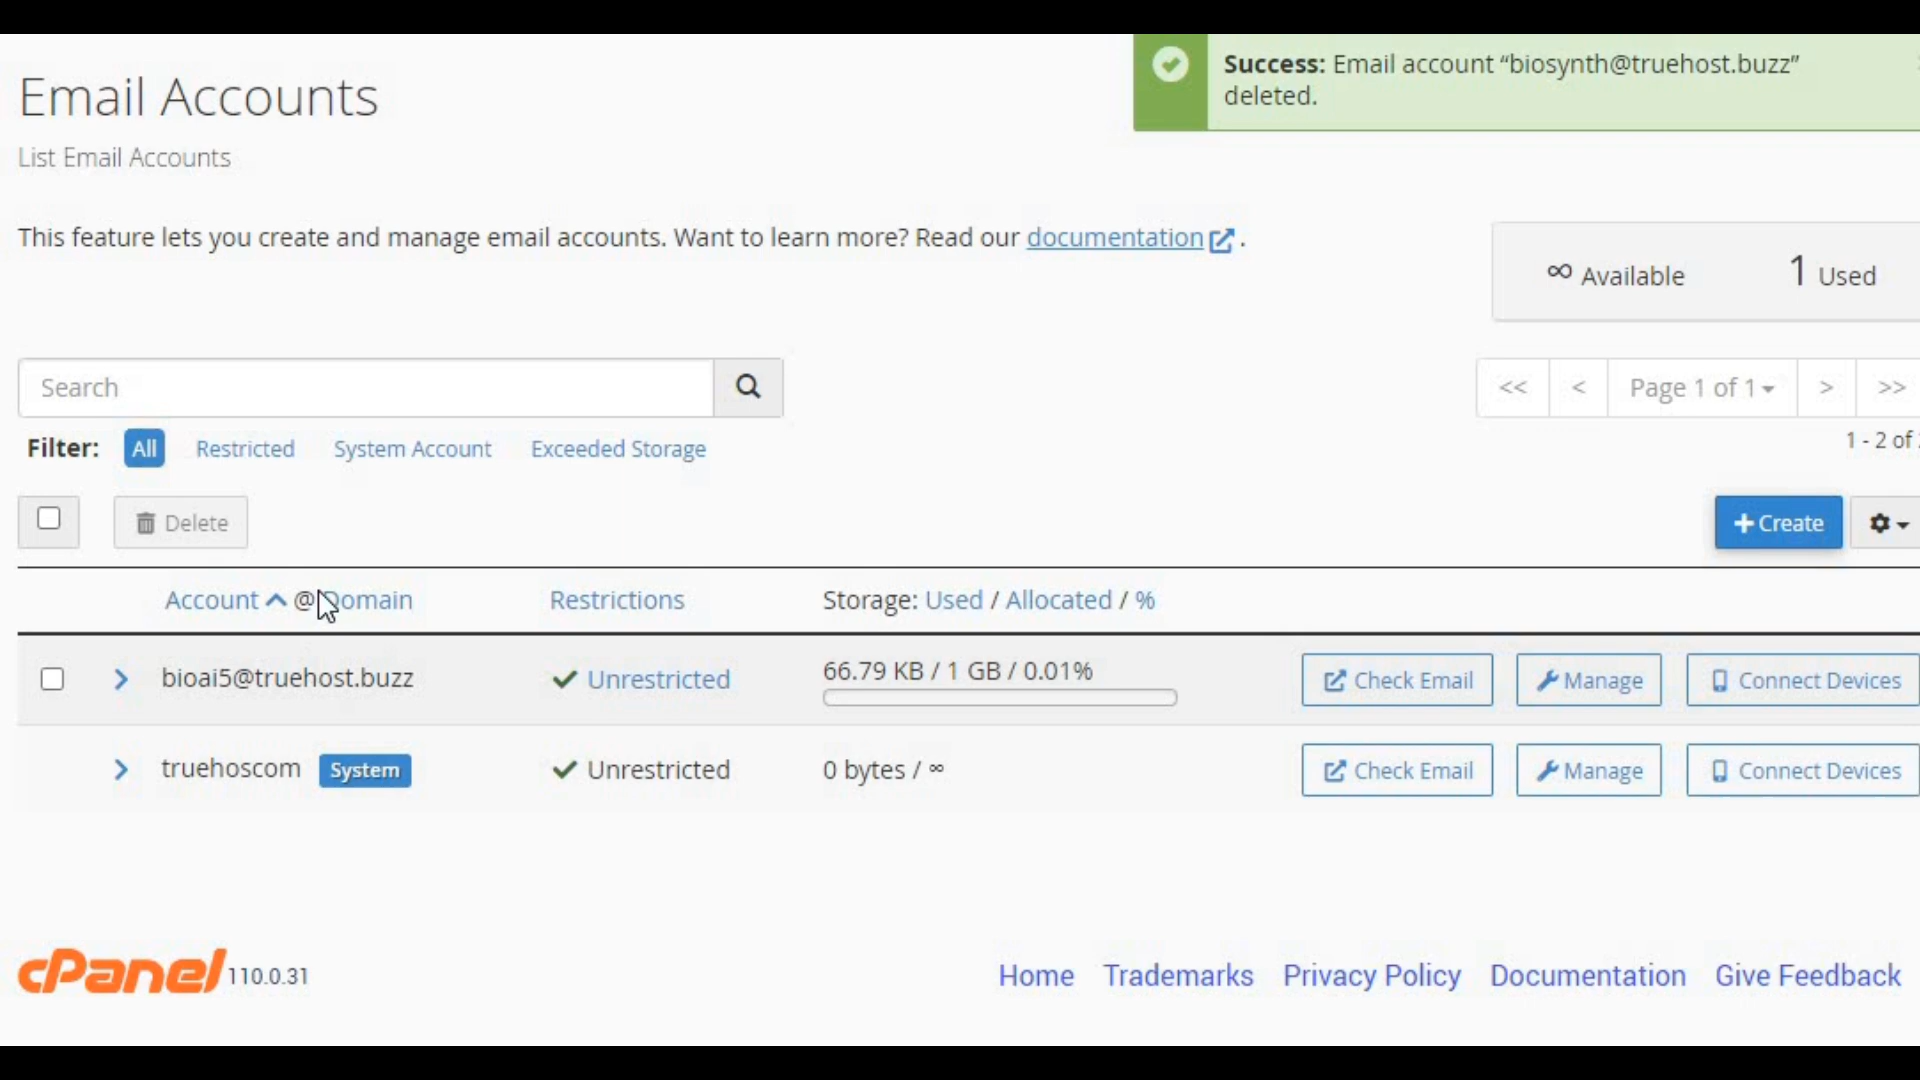 Success: Email account “biosynth@truehost.buzz”
deleted.
Email Accounts
List Email Accounts
This feature lets you create and manage email accounts. Want to learn more? Read our documentation .
∞ Available 1 Used
Search
<< < Page 1 of 1 > >>
Filter: All Restricted System Account Exceeded Storage
1 - 2 of
Delete
Create
Account @ Domain Restrictions Storage: Used / Allocated / %
bioai5@truehost.buzz Unrestricted 66.79 KB / 1 GB / 0.01% Check Email Manage Connect Devices
truehoscom System Unrestricted 0 bytes / ∞ Check Email Manage Connect Devices
cPanel 110.0.31
Home Trademarks Privacy Policy Documentation Give Feedback